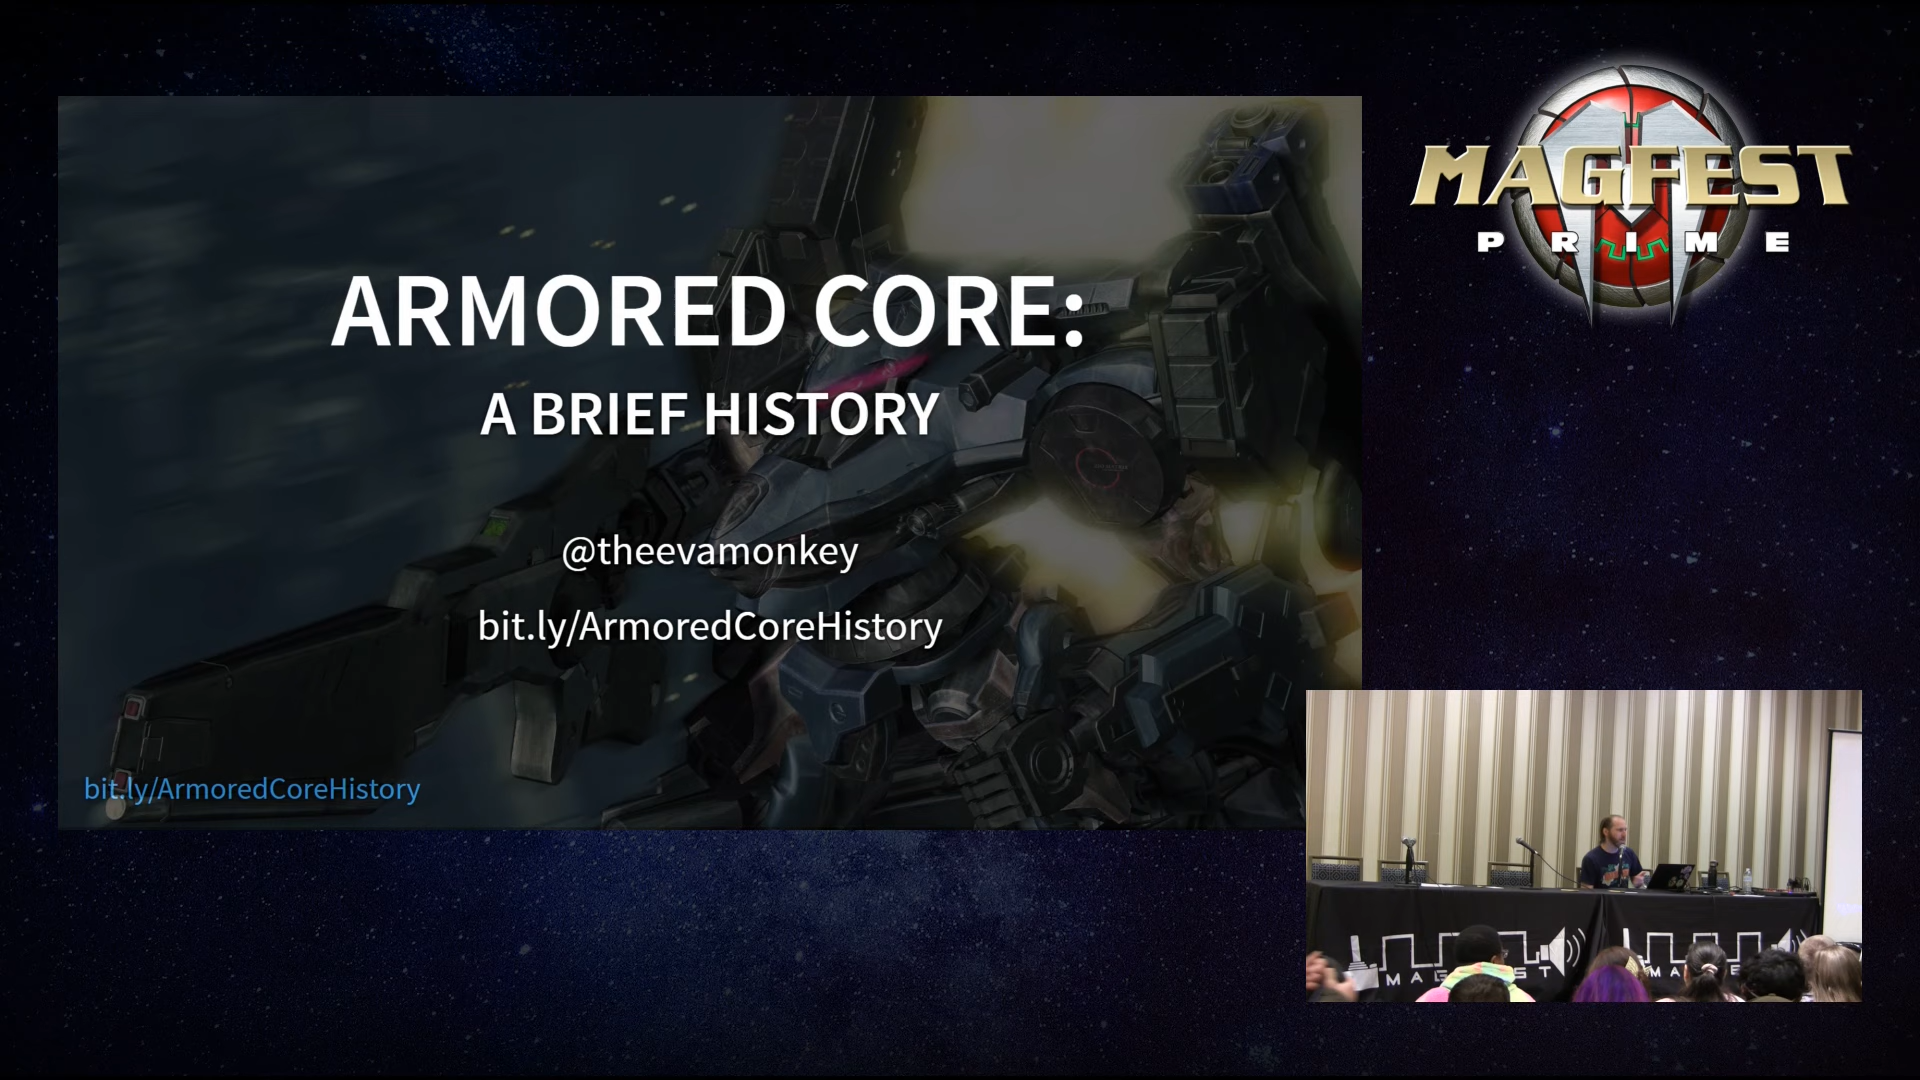 ARMORED CORE:
A BRIEF HISTORY
@theevamonkey
bit.ly/ArmoredCoreHistory
bit.ly/ArmoredCoreHistory
MAGFEST
PRIME